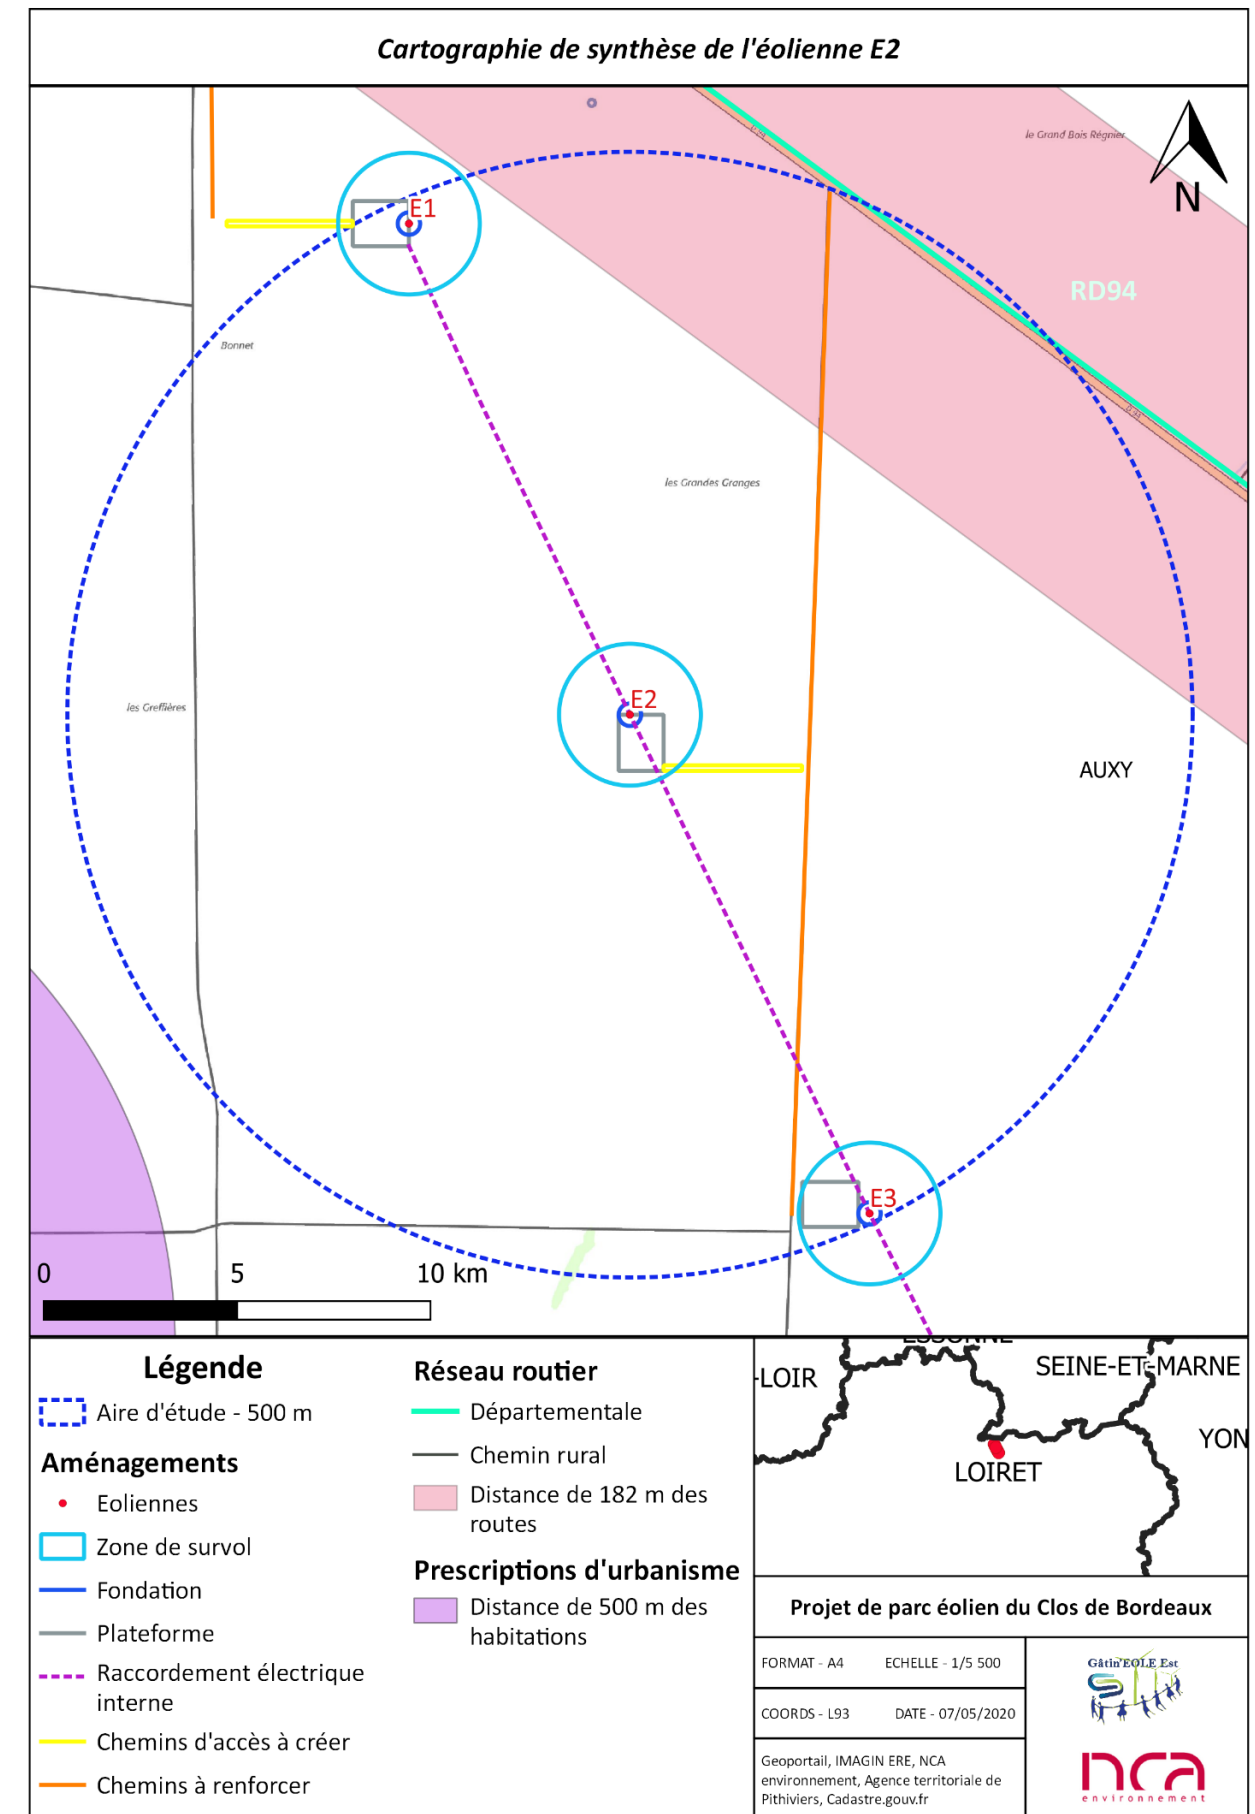 Cartographie de synthèse de l'éolienne E2
le Grand Bois Régnier
N
D 94
E1
RD94
Bonnet
D 94
les Grandes Granges
E2
les Greffières
AUXY
E3
0 5 10 km
Légende
Aire d'étude - 500 m
Aménagements
Eoliennes
Zone de survol
Fondation
Plateforme
Raccordement électrique
interne
Chemins d'accès à créer
Chemins à renforcer
Réseau routier
Départementale
Chemin rural
Distance de 182 m des
routes
Prescriptions d'urbanisme
Distance de 500 m des
habitations
ESSONNE
-LOIR
SEINE-ET-MARNE
YON
LOIRET
Projet de parc éolien du Clos de Bordeaux
FORMAT - A4 ECHELLE - 1/5 500
COORDS - L93 DATE - 07/05/2020
Geoportail, IMAGIN ERE, NCA
environnement, Agence territoriale de
Pithiviers, Cadastre.gouv.fr
Gâtin'EOLE Est
nca
environnement